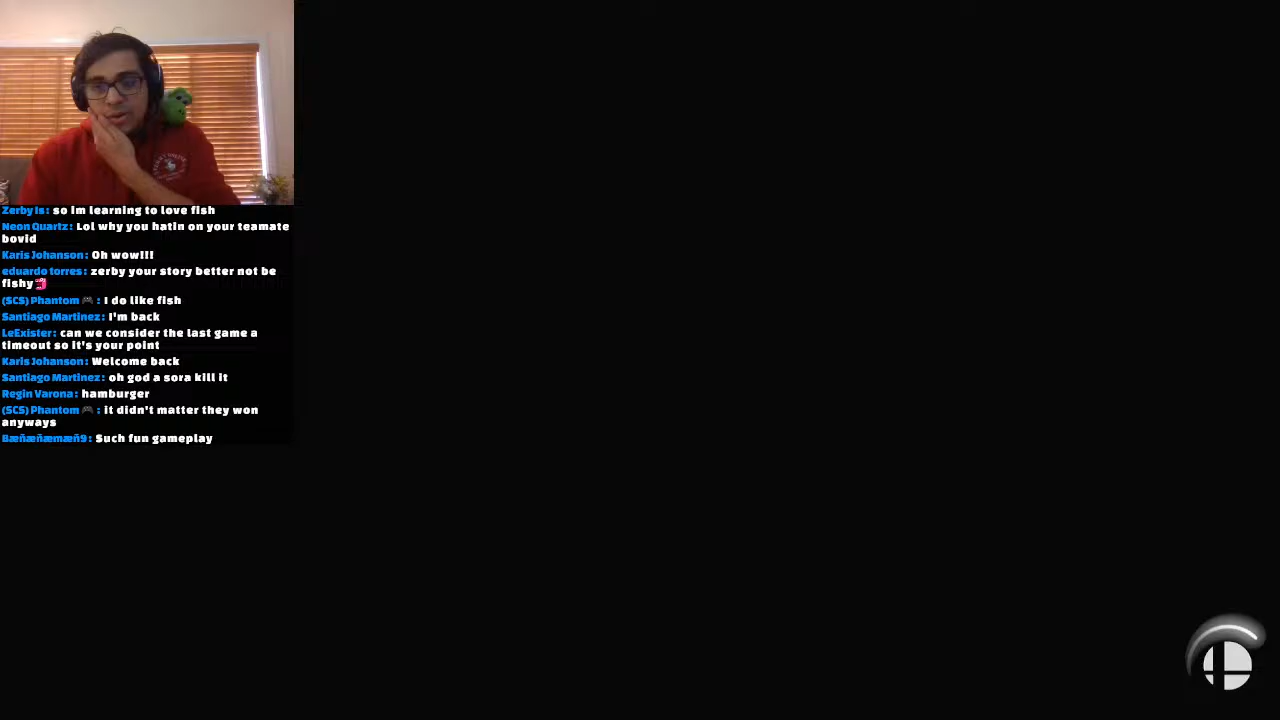 Zerby Is: so im learning to love fish
Neon Quartz: Lol why you hatin on your teamate
bovid
Karis Johanson: Oh wow!!!
eduardo torres: zerby your story better not be
fishy
(SCS) Phantom 🎮 : I do like fish
Santiago Martinez: I'm back
LeExister: can we consider the last game a
timeout so it's your point
Karis Johanson: Welcome back
Santiago Martinez: oh god a sora kill it
Regin Varona: hamburger
(SCS) Phantom 🎮 : it didn't matter they won
anyways
Bæñæñæmæñ9: Such fun gameplay